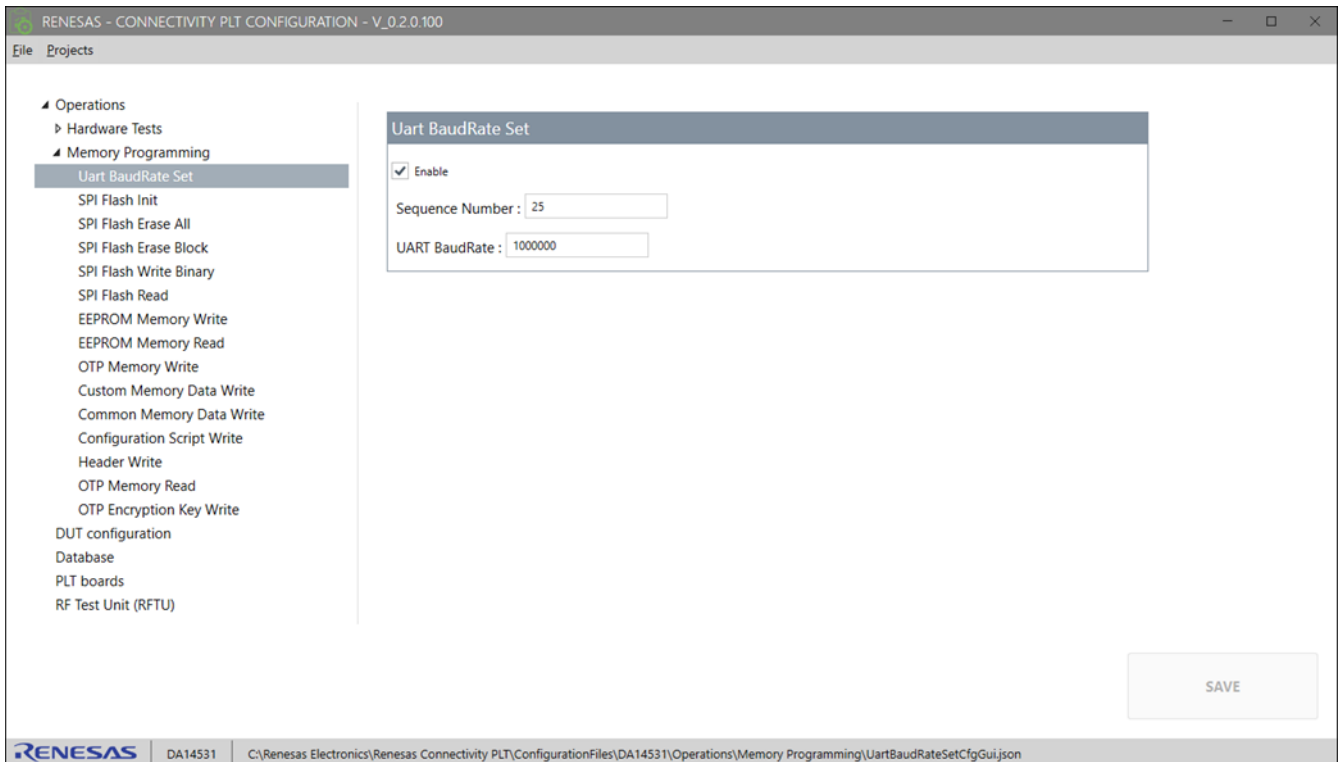 RENESAS - CONNECTIVITY PLT CONFIGURATION - V_0.2.0.100
File Projects
Operations
Hardware Tests
Memory Programming
Uart BaudRate Set
SPI Flash Init
SPI Flash Erase All
SPI Flash Erase Block
SPI Flash Write Binary
SPI Flash Read
EEPROM Memory Write
EEPROM Memory Read
OTP Memory Write
Custom Memory Data Write
Common Memory Data Write
Configuration Script Write
Header Write
OTP Memory Read
OTP Encryption Key Write
DUT configuration
Database
PLT boards
RF Test Unit (RFTU)
Uart BaudRate Set
Enable
Sequence Number : 25
UART BaudRate : 1000000
SAVE
RENESAS DA14531 C:\Renesas Electronics\Renesas Connectivity PLT\ConfigurationFiles\DA14531\Operations\Memory Programming\UartBaudRateSetCfgGui.json